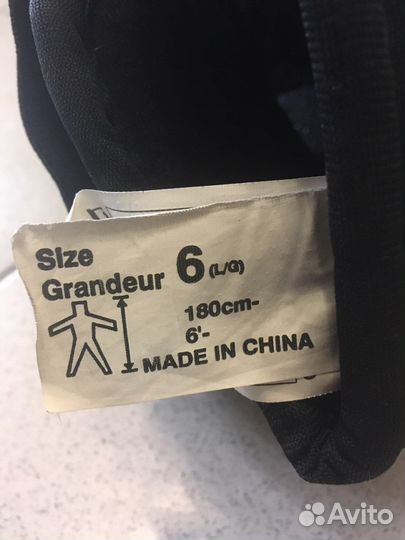 Size
Grandeur 6 (L/G)
180cm-
6'-
MADE IN CHINA
Avito